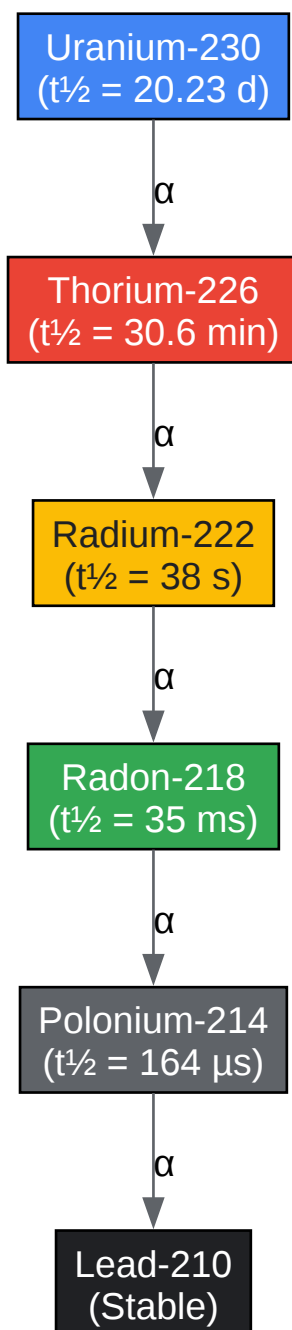 Uranium-230
(t½ = 20.23 d)
α
Thorium-226
(t½ = 30.6 min)
α
Radium-222
(t½ = 38 s)
α
Radon-218
(t½ = 35 ms)
α
Polonium-214
(t½ = 164 µs)
α
Lead-210
(Stable)